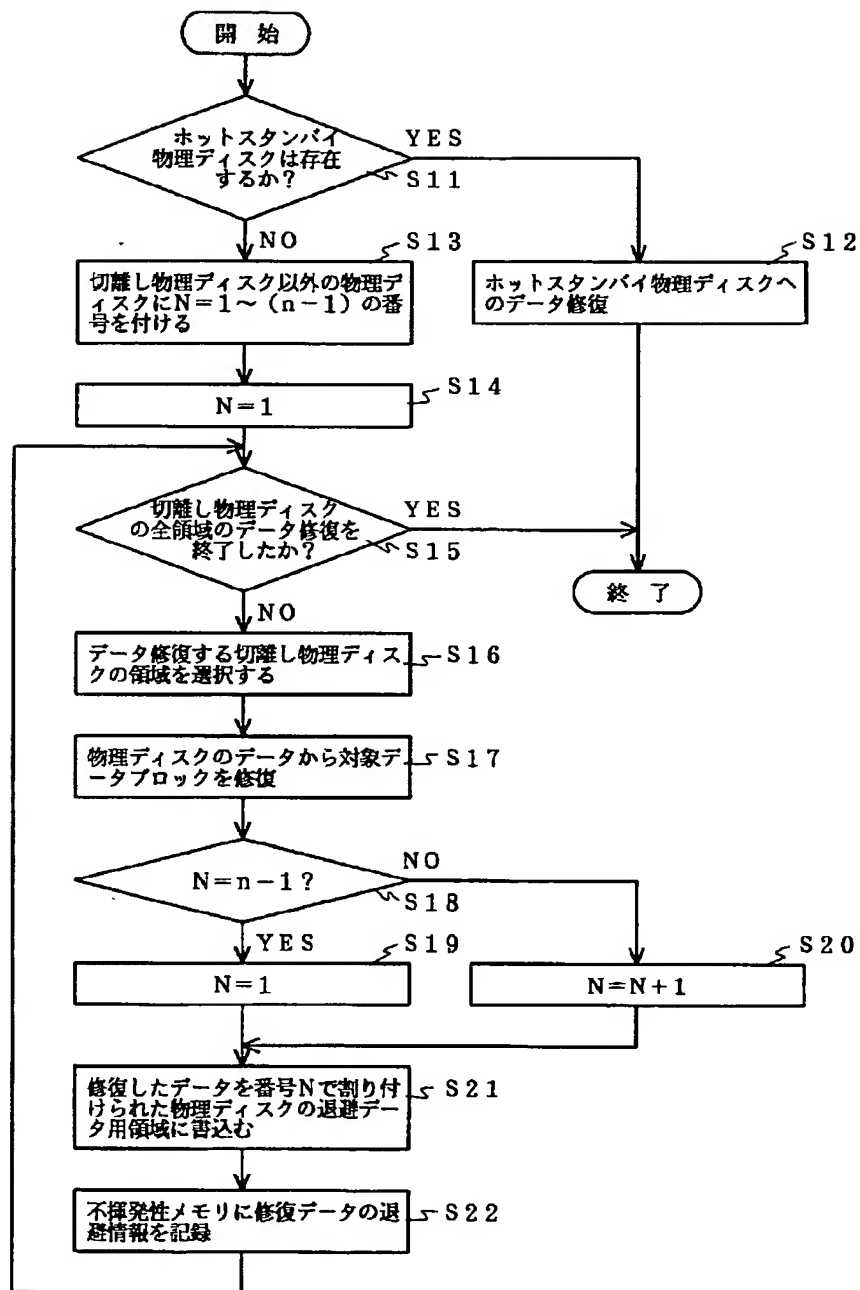 開 始
ホットスタンバイ
物理ディスクは存在
するか?
YES
S11
NO
S13
S12
切離し物理ディスク以外の物理デ
ィスクにN=1~(n-1)の番
号を付ける
ホットスタンバイ物理ディスクへ
のデータ修復
S14
N=1
切離し物理ディスク
の全領域のデータ修復を
終了したか?
YES
S15
終 了
NO
データ修復する切離し物理ディス
クの領域を選択する
S16
物理ディスクのデータから対象デ
ータブロックを修復
S17
N=n-1?
NO
S18
YES
S19
S20
N=1
N=N+1
修復したデータを番号Nで割り付
けられた物理ディスクの退避デー
タ用領域に書込む
S21
不揮発性メモリに修復データの退
避情報を記録
S22